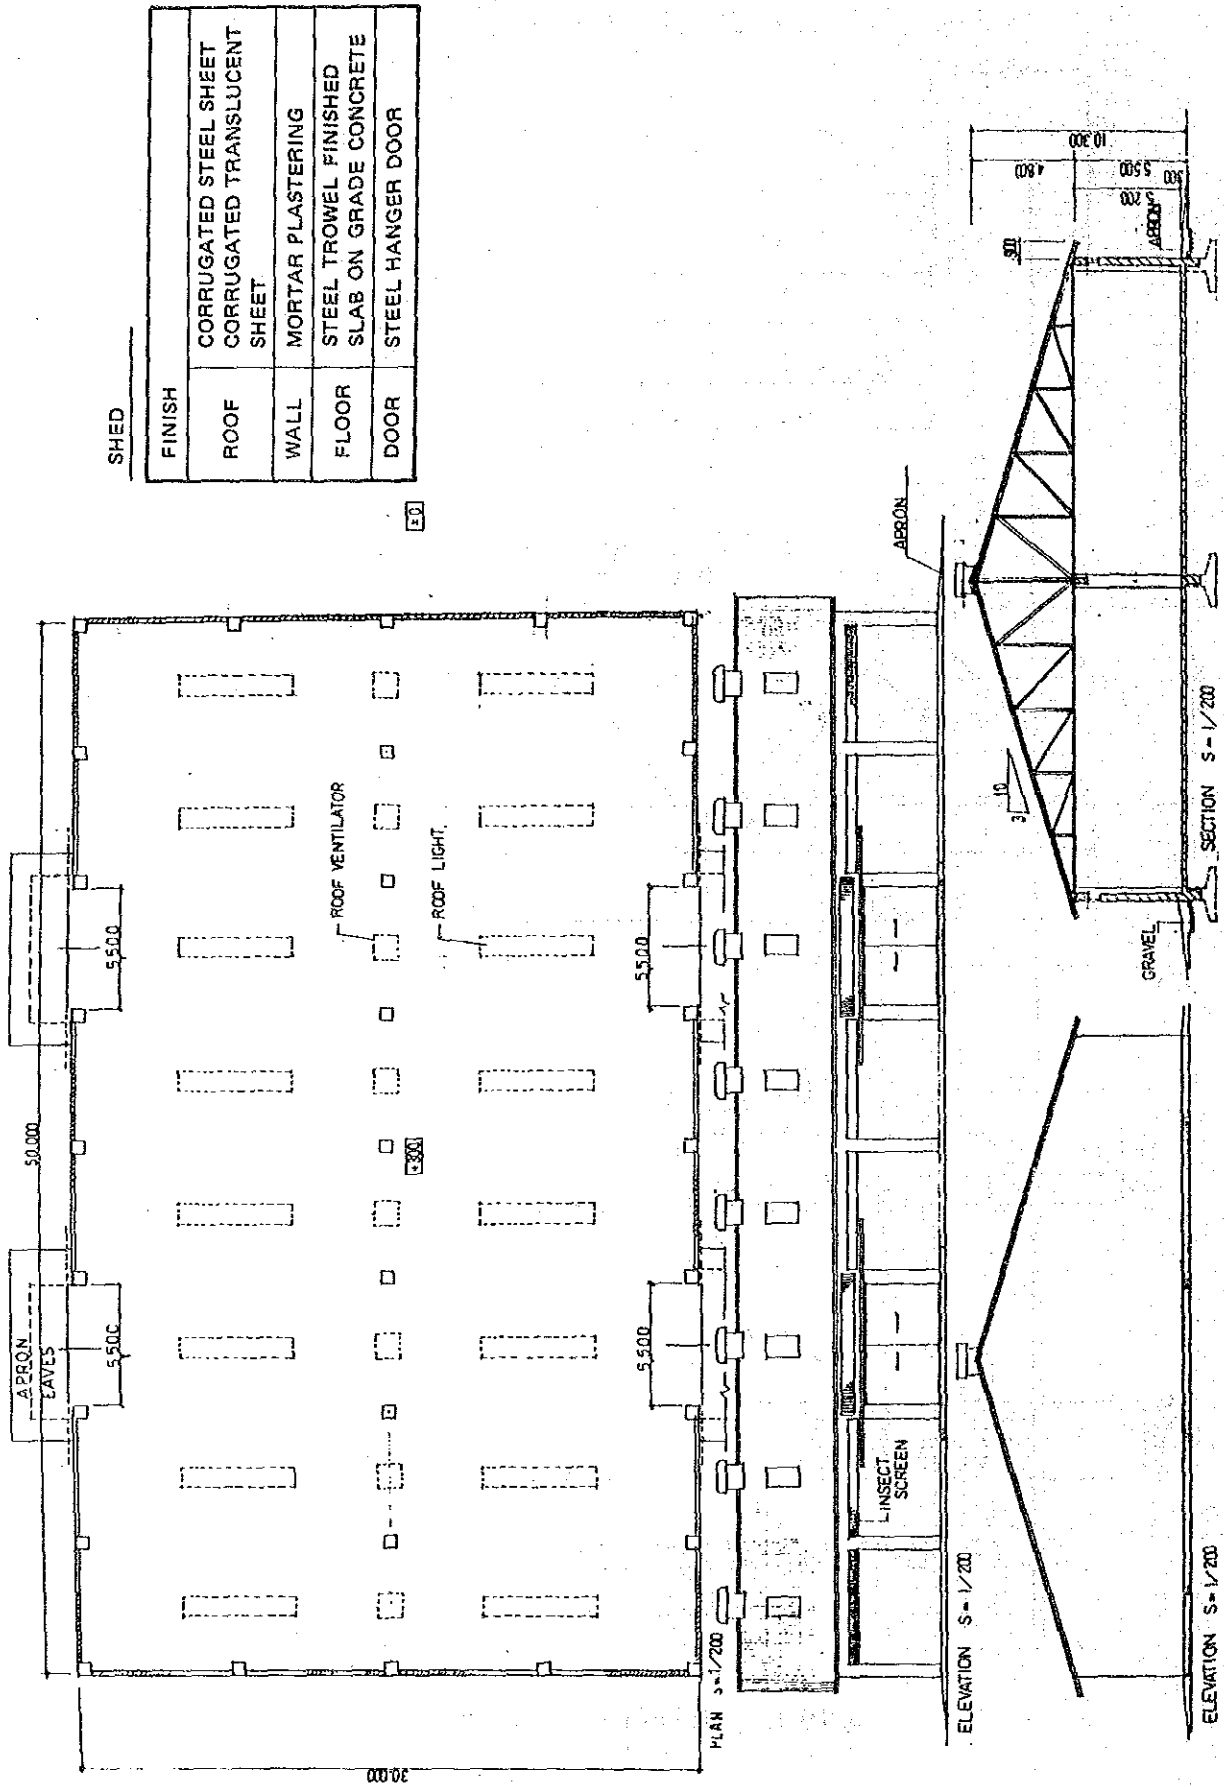 SHED
FINISH
ROOF
CORRUGATED STEEL SHEET
CORRUGATED TRANSLUCENT
SHEET
WALL
MORTAR PLASTERING
FLOOR
STEEL TROWEL FINISHED
SLAB ON GRADE CONCRETE
DOOR
STEEL HANGER DOOR
±0
50.000
APRON
EAVES
5.500
5.500
ROOF VENTILATOR
ROOF LIGHT
+300
5.500
5.500
30.000
PLAN S=1/200
APRON
INSECT
SCREEN
ELEVATION S=1/200
10
3
900
4.800
10.300
5.500
5.200
300
APRON
GRAVEL
SECTION S=1/200
ELEVATION S=1/200